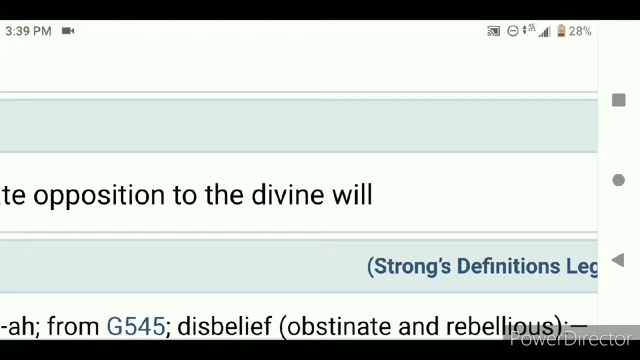 3:39 PM 28%
te opposition to the divine will
(Strong's Definitions Leg
-ah; from G545; disbelief (obstinate and rebellious):—
PowerDirector